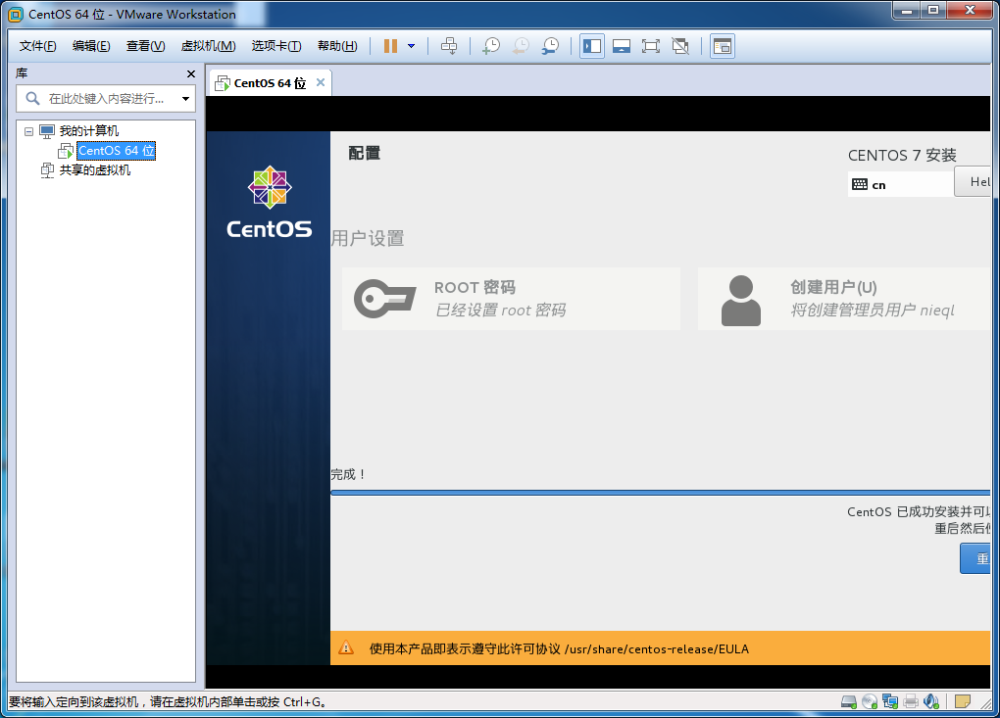 CentOS 64 位 - VMware Workstation
文件(F) 编辑(E) 查看(V) 虚拟机(M) 选项卡(T) 帮助(H)
库
在此处键入内容进行...
我的计算机
CentOS 64 位
共享的虚拟机
CentOS 64 位
CentOS
配置
CENTOS 7 安装
cn
Hel
用户设置
ROOT 密码
已经设置 root 密码
创建用户(U)
将创建管理员用户 nieql
完成！
CentOS 已成功安装并可
重启然后
重
使用本产品即表示遵守此许可协议 /usr/share/centos-release/EULA
要将输入定向到该虚拟机，请在虚拟机内部单击或按 Ctrl+G。